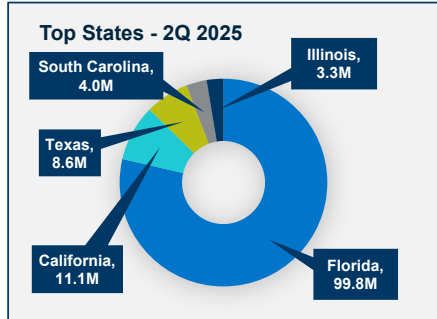 Top States - 2Q 2025
South Carolina,
4.0M
Illinois,
3.3M
Texas,
8.6M
California,
11.1M
Florida,
99.8M